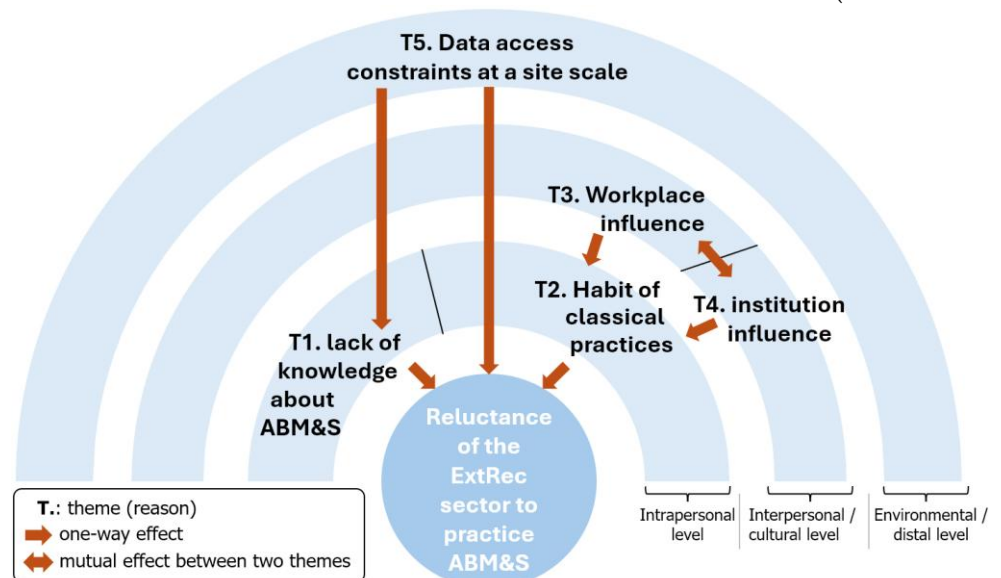 T5. Data access
constraints at a site scale
T3. Workplace
influence
T2. Habit of
classical
practices
T4. institution
influence
T1. lack of
knowledge
about
ABM&S
Reluctance
of the
ExtRec
sector to
practice
ABM&S
T.: theme (reason)
one-way effect
mutual effect between two themes
Intrapersonal
level
Interpersonal /
cultural level
Environmental /
distal level